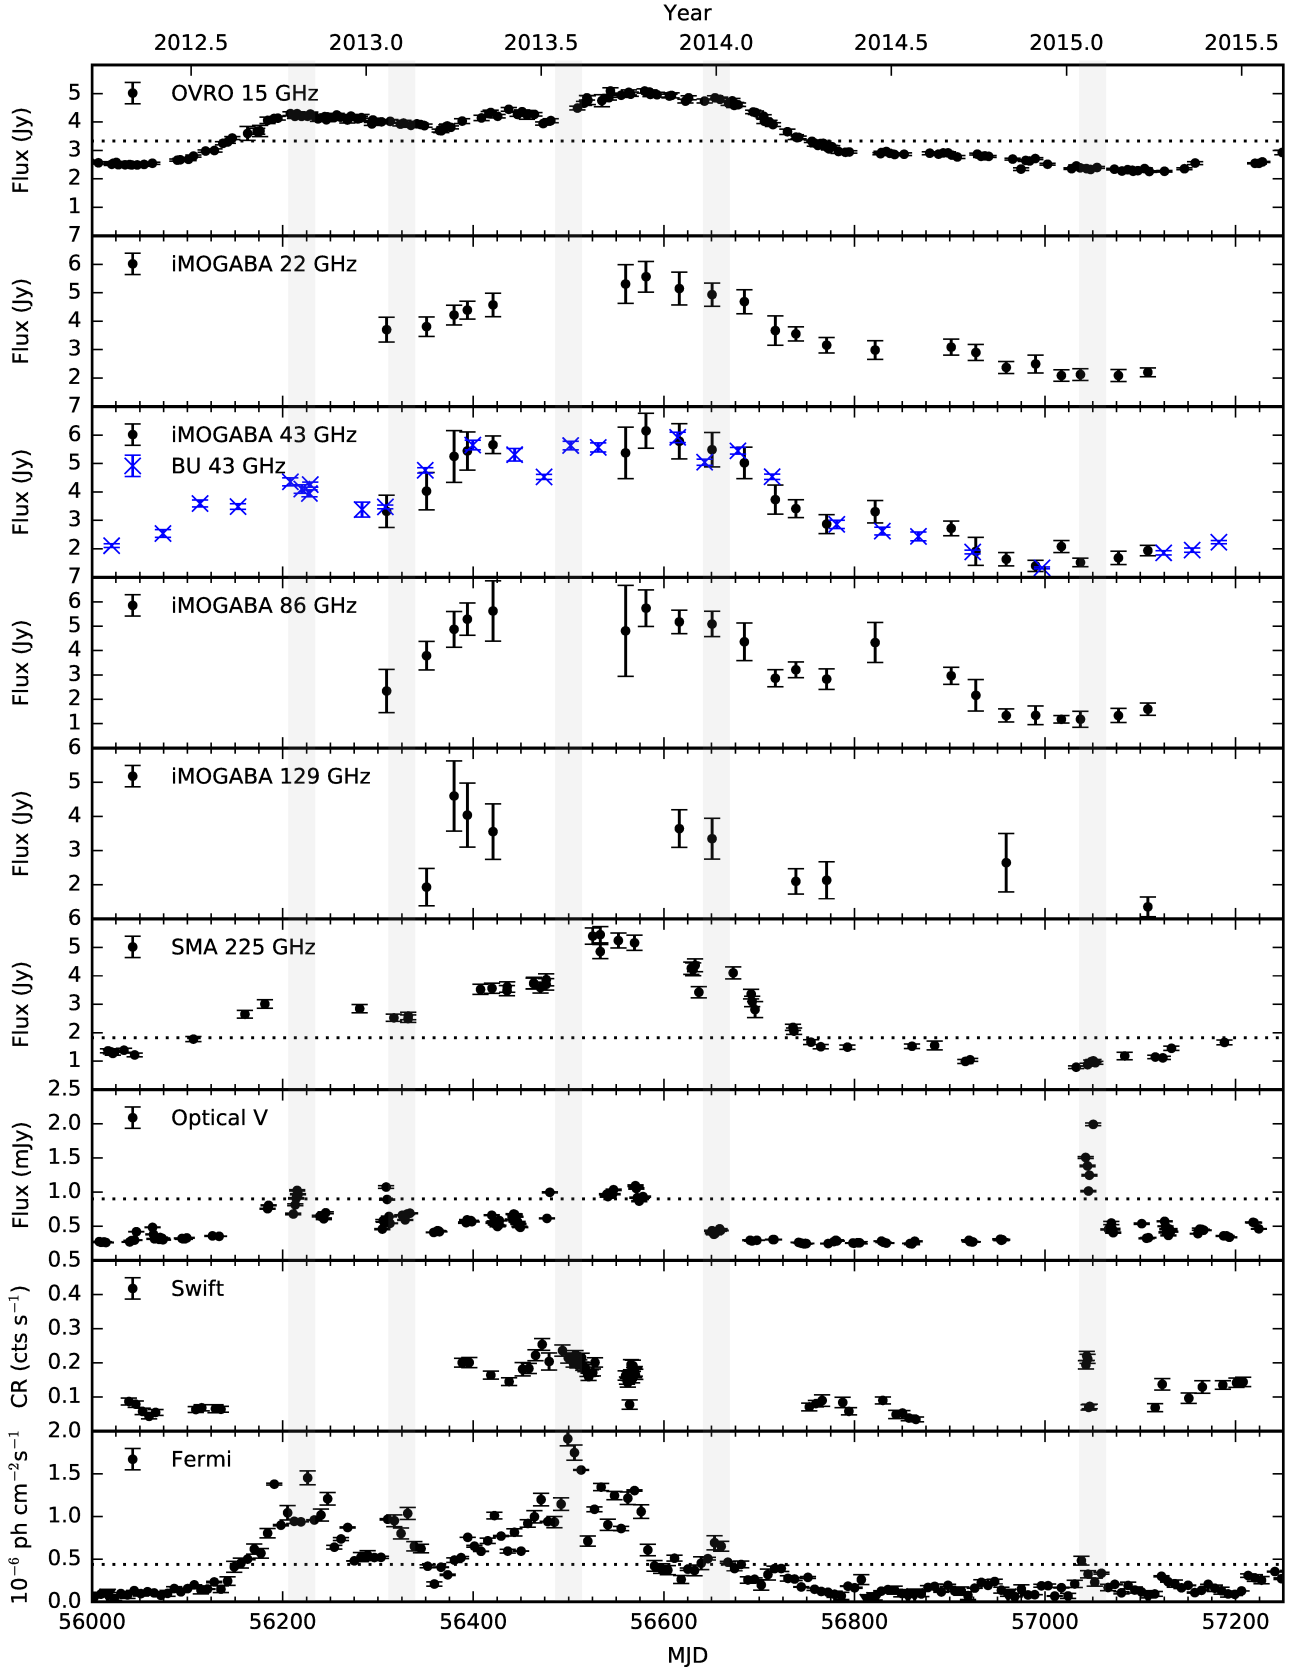 Year
2012.5 2013.0 2013.5 2014.0 2014.5 2015.0 2015.5
OVRO 15 GHz
Flux (Jy)
5
4
3
2
1
7
iMOGABA 22 GHz
Flux (Jy)
6
5
4
3
2
7
iMOGABA 43 GHz
BU 43 GHz
Flux (Jy)
6
5
4
3
2
7
iMOGABA 86 GHz
Flux (Jy)
6
5
4
3
2
1
6
iMOGABA 129 GHz
Flux (Jy)
5
4
3
2
6
SMA 225 GHz
Flux (Jy)
5
4
3
2
1
2.5
Optical V
Flux (mJy)
2.0
1.5
1.0
0.5
0.5
Swift
CR (cts s⁻¹)
0.4
0.3
0.2
0.1
2.0
2.0
Fermi
10⁻⁶ ph cm⁻²s⁻¹
1.5
1.0
0.5
0.0
56000 56200 56400 56600 56800 57000 57200
MJD